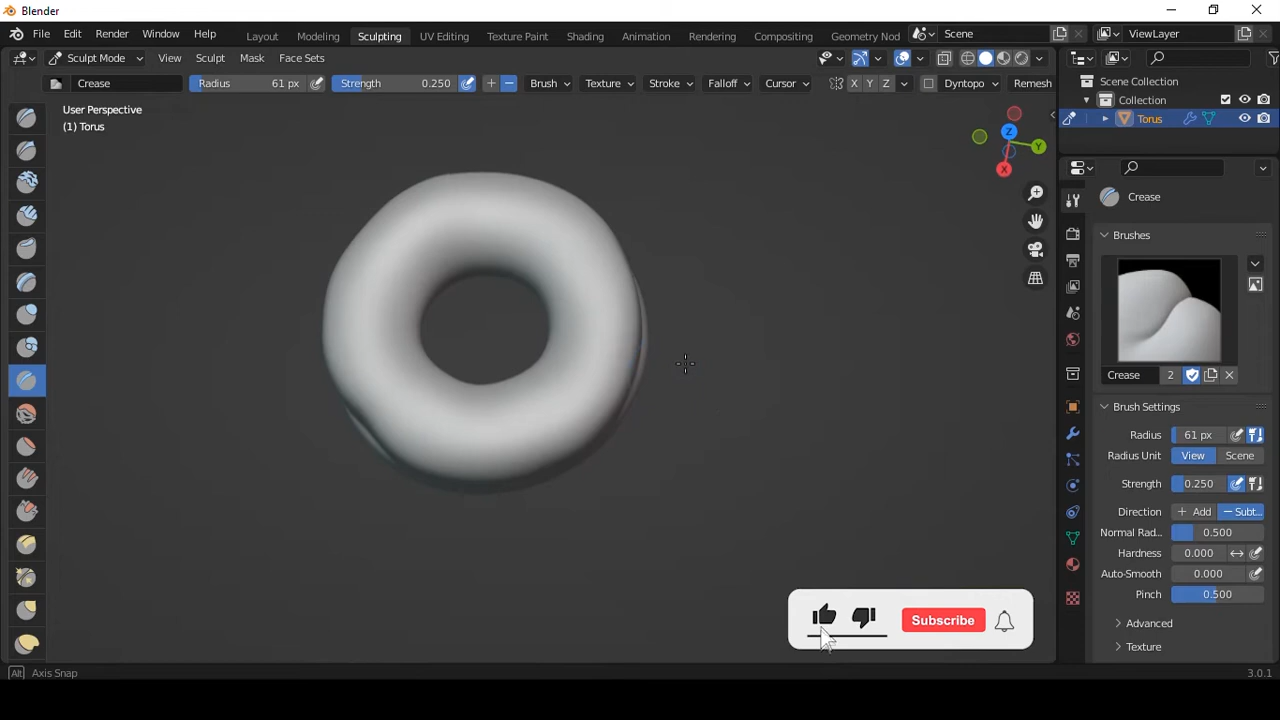 Blender
File Edit Render Window Help Layout Modeling Sculpting UV Editing Texture Paint Shading Animation Rendering Compositing Geometry Nod Scene ViewLayer
Sculpt Mode View Sculpt Mask Face Sets
Crease Radius 61 px Strength 0.250 Brush Texture Stroke Falloff Cursor X Y Z Dyntopo Remesh
Scene Collection
Collection
Torus
User Perspective
(1) Torus
Z
Y
X
Crease
Brushes
Crease 2
Brush Settings
Radius 61 px
Radius Unit View Scene
Strength 0.250
Direction + Add − Subt...
Normal Rad... 0.500
Hardness 0.000
Auto-Smooth 0.000
Pinch 0.500
Advanced
Texture
Subscribe
Alt Axis Snap 3.0.1